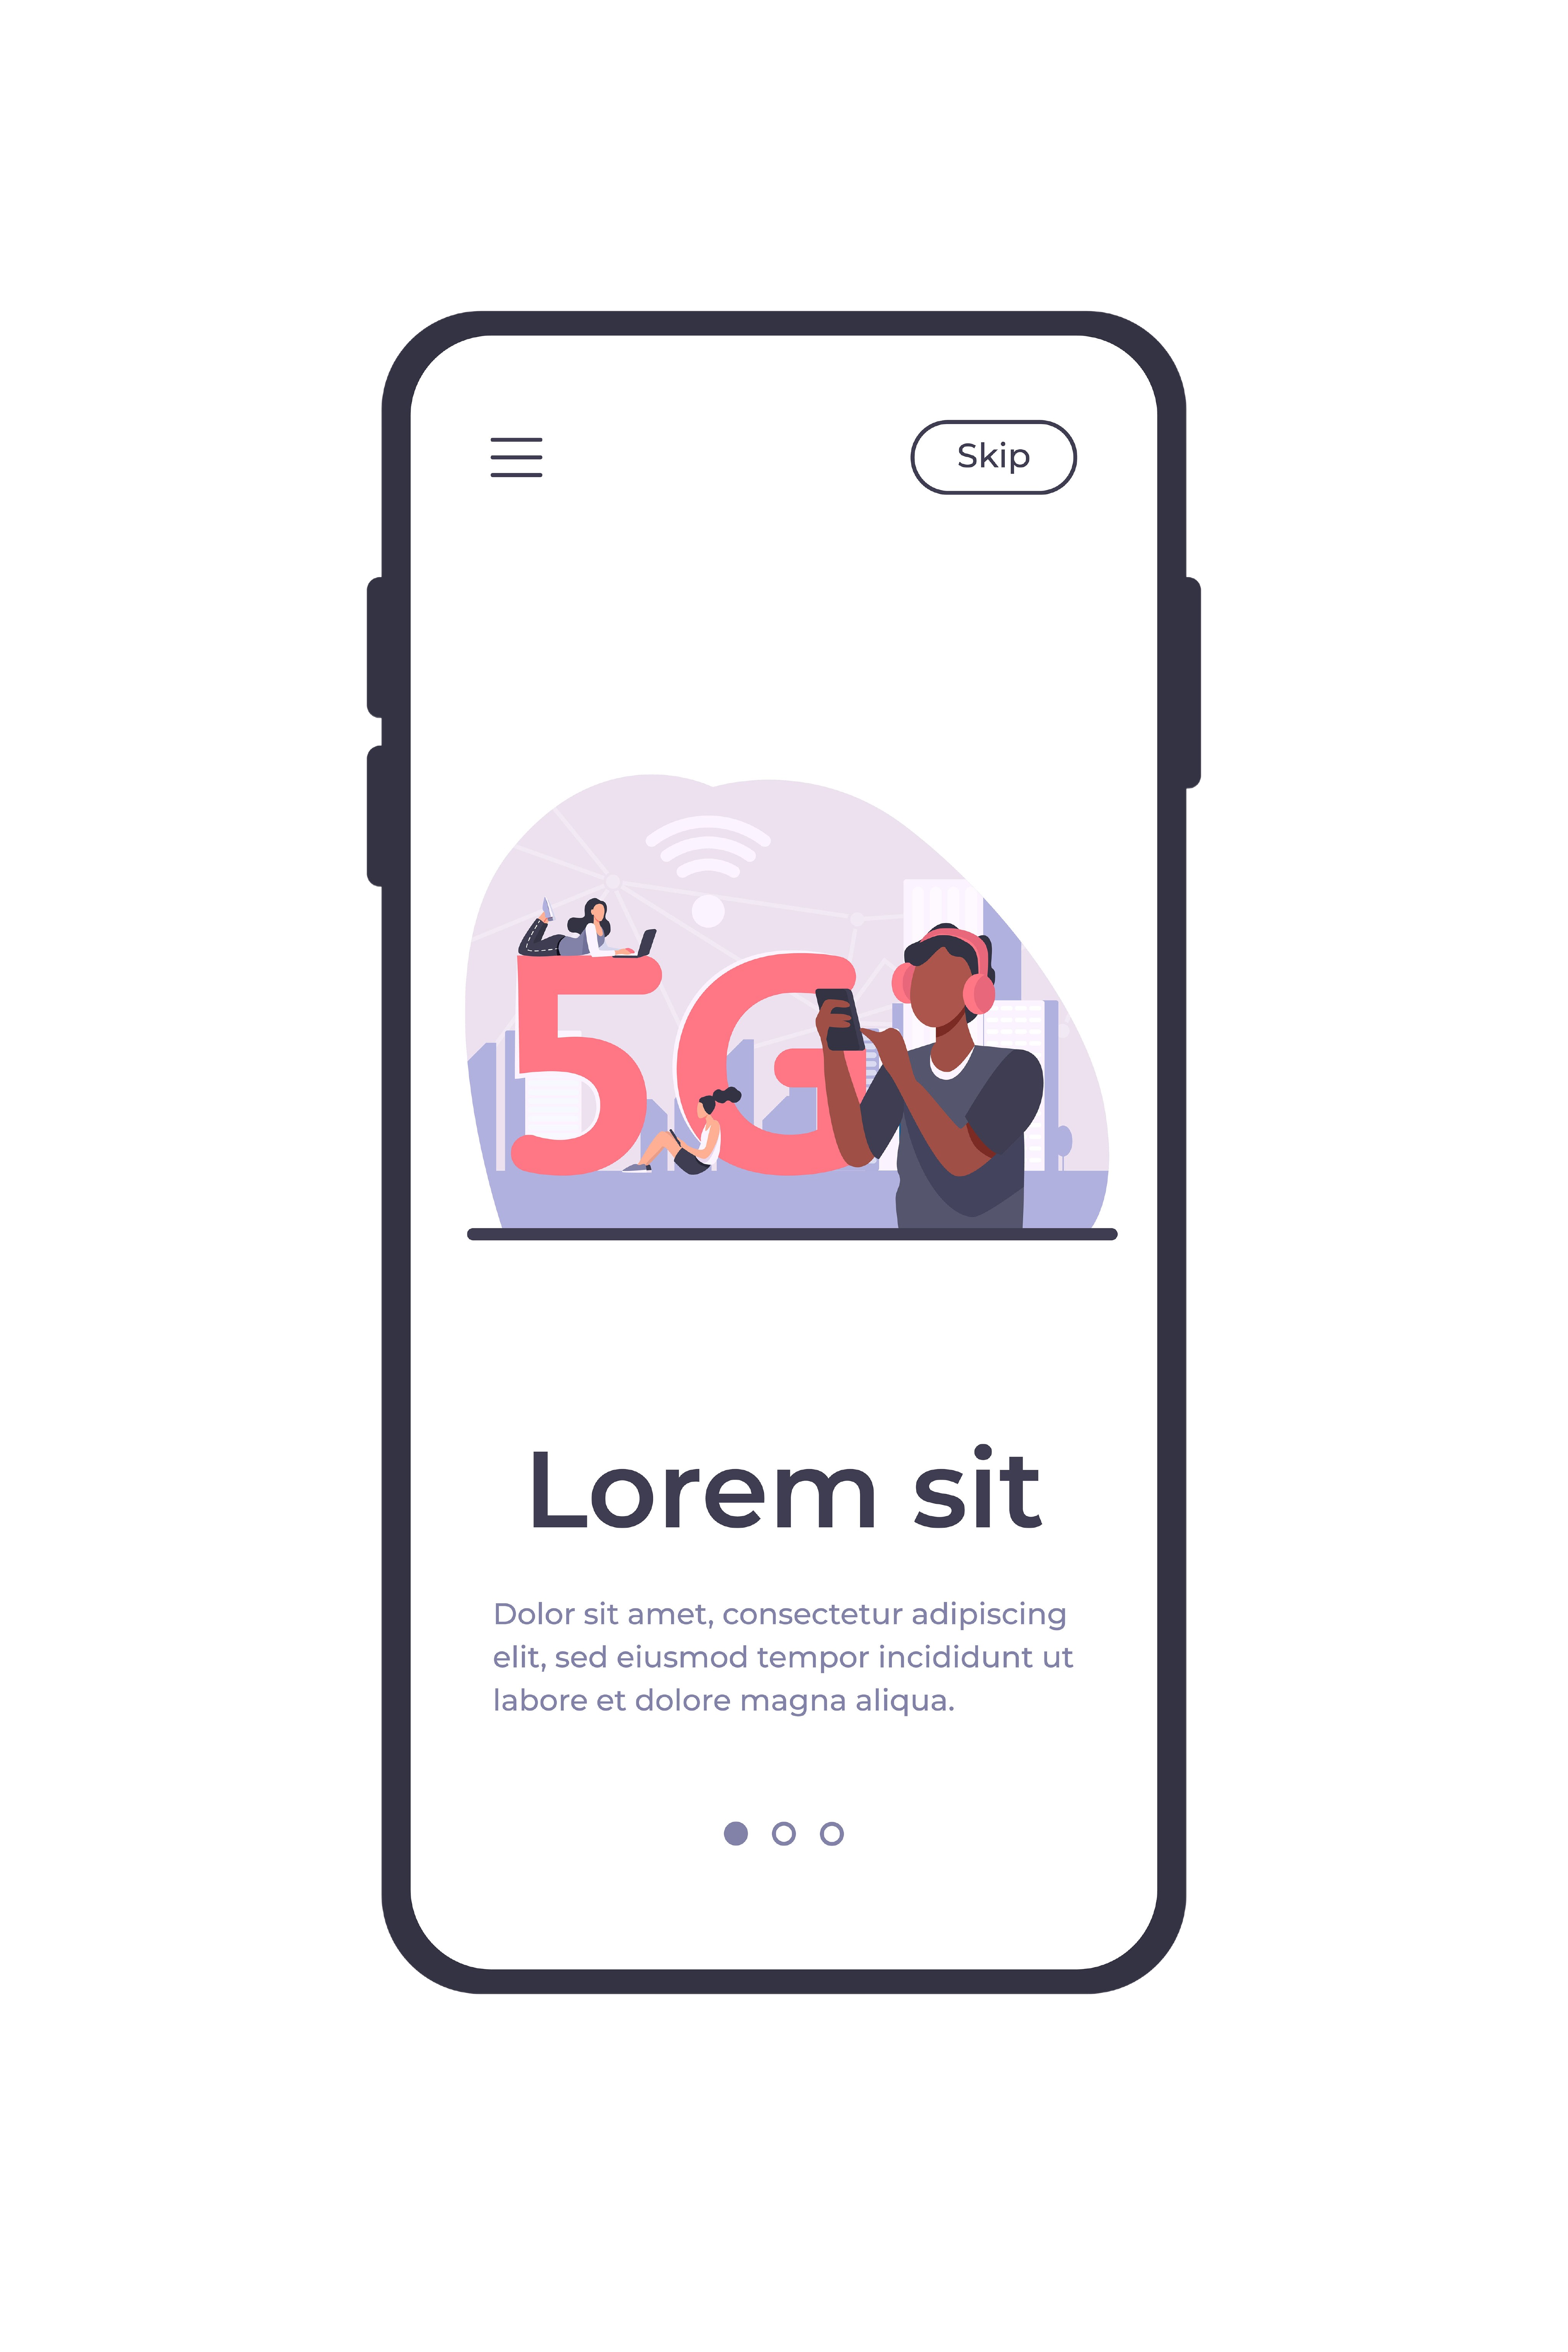 Skip
5G
Lorem sit
Dolor sit amet, consectetur adipiscing
elit, sed eiusmod tempor incididunt ut
labore et dolore magna aliqua.